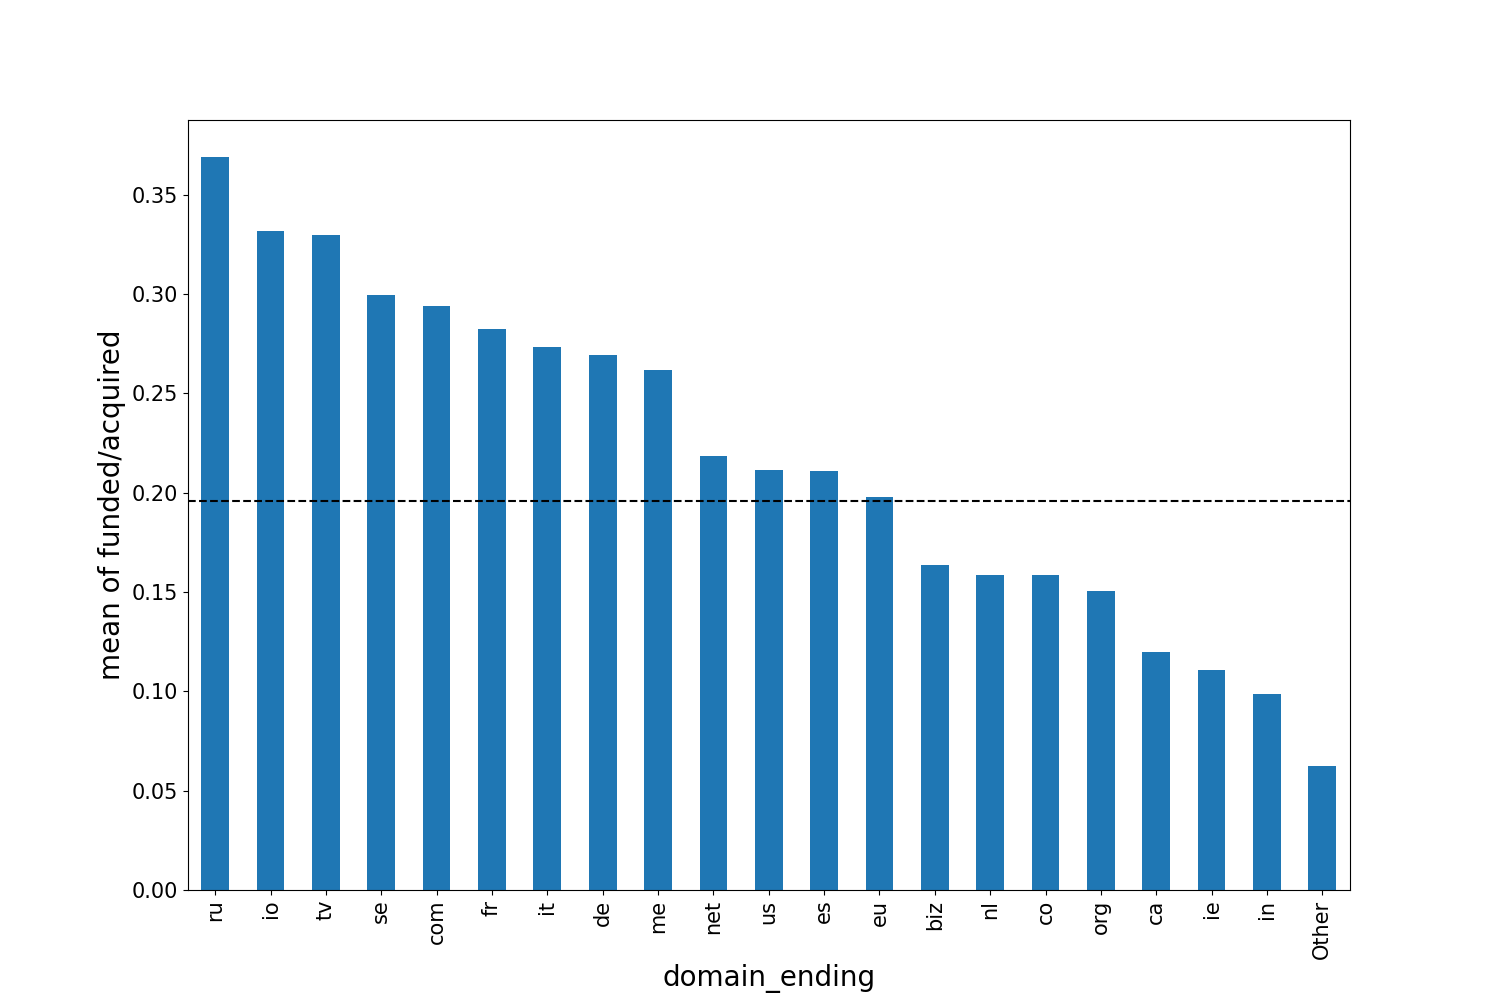 mean of funded/acquired
0.35
0.30
0.25
0.20
0.15
0.10
0.05
0.00
ru
io
tv
se
com
fr
it
de
me
net
us
es
eu
biz
nl
co
org
ca
ie
in
Other
domain_ending